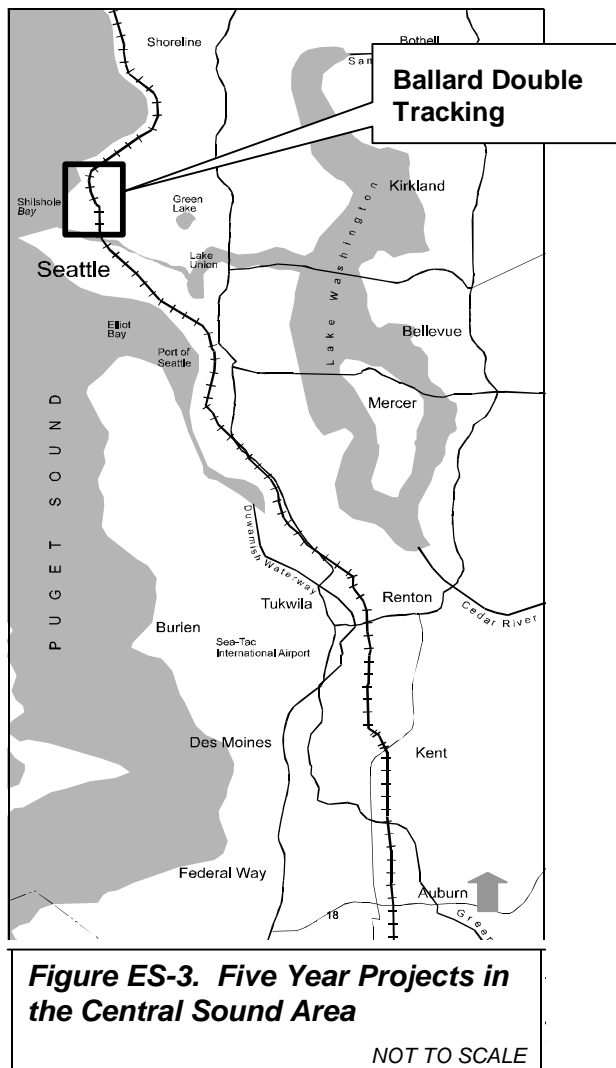 Shoreline
Bothell
Sam
Ballard Double
Tracking
Kirkland
Shilshole
Bay
Green
Lake
Lake Washington
Seattle
Lake
Union
Elliot
Bay
Port of
Seattle
Bellevue
Mercer
PUGET SOUND
Duwamish Waterway
Tukwila
Renton
Cedar River
Burien
Sea-Tac
International Airport
Des Moines
Kent
Federal Way
Auburn
18
Green
Figure ES-3. Five Year Projects in
the Central Sound Area
NOT TO SCALE